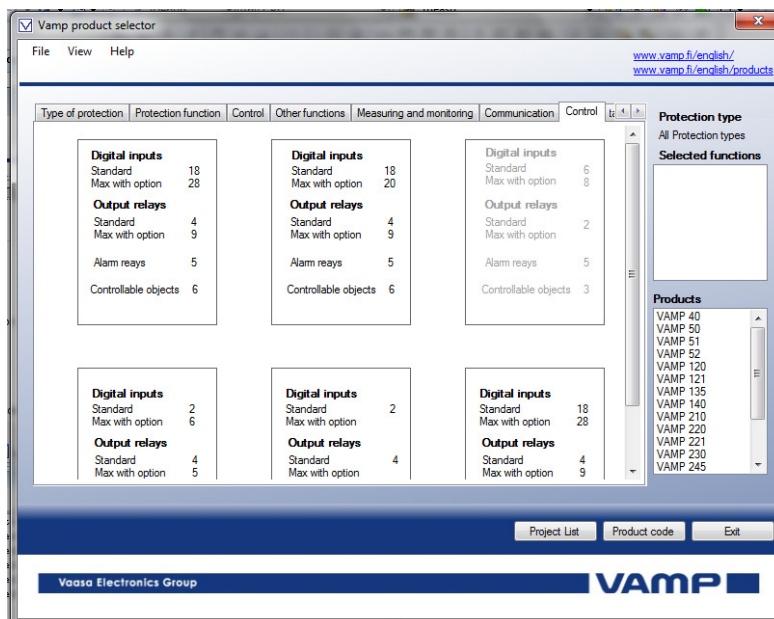 Vamp product selector
File View Help
www.vamp.fi/english/
www.vamp.fi/english/products
Type of protection Protection function Control Other functions Measuring and monitoring Communication Control
Digital inputs
Standard 18
Max with option 28
Output relays
Standard 4
Max with option 9
Alarm reays 5
Controllable objects 6
Digital inputs
Standard 18
Max with option 20
Output relays
Standard 4
Max with option 9
Alarm reays 5
Controllable objects 6
Digital inputs
Standard 6
Max with option 8
Output relays
Standard 2
Max with option
Alarm reays 5
Controllable objects 3
Digital inputs
Standard 2
Max with option 6
Output relays
Standard 4
Max with option 5
Digital inputs
Standard 2
Max with option
Output relays
Standard 4
Max with option
Digital inputs
Standard 18
Max with option 28
Output relays
Standard 4
Max with option 9
Protection type
All Protection types
Selected functions
Products
VAMP 40
VAMP 50
VAMP 51
VAMP 52
VAMP 120
VAMP 121
VAMP 135
VAMP 140
VAMP 210
VAMP 220
VAMP 221
VAMP 230
VAMP 245
Project List Product code Exit
Vaasa Electronics Group
VAMP